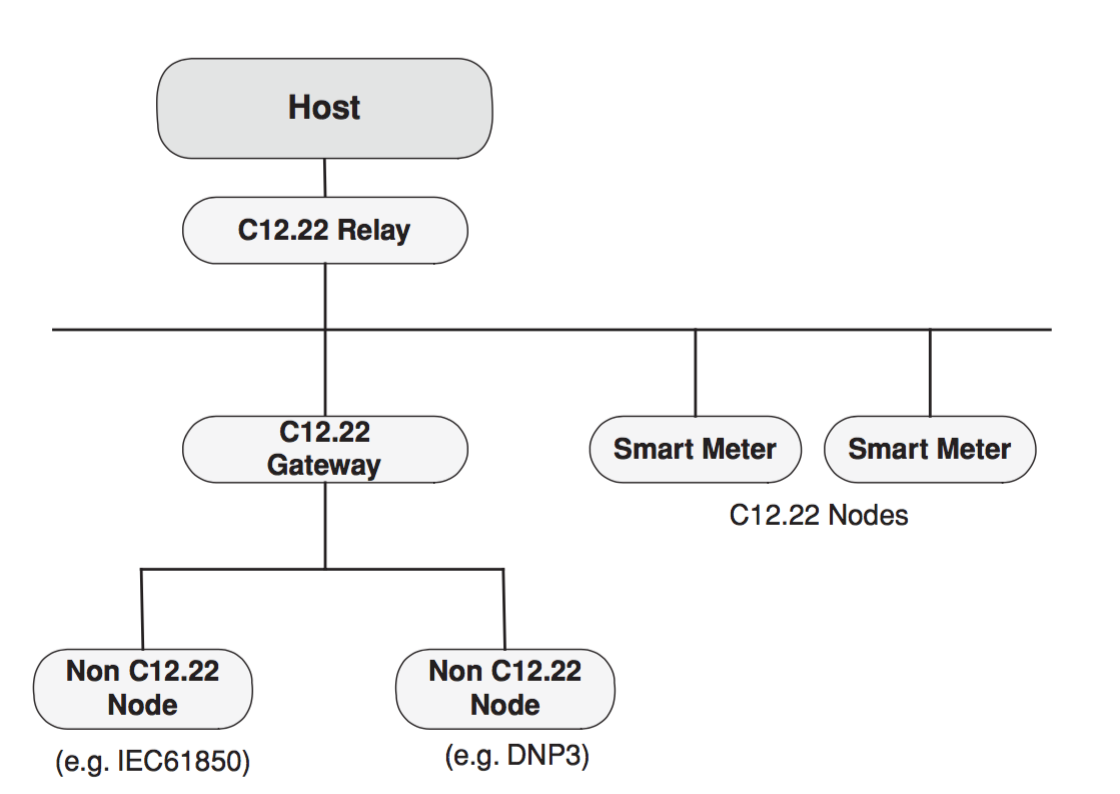 Host
C12.22 Relay
C12.22
Gateway
Smart Meter
Smart Meter
C12.22 Nodes
Non C12.22
Node
Non C12.22
Node
(e.g. IEC61850)
(e.g. DNP3)